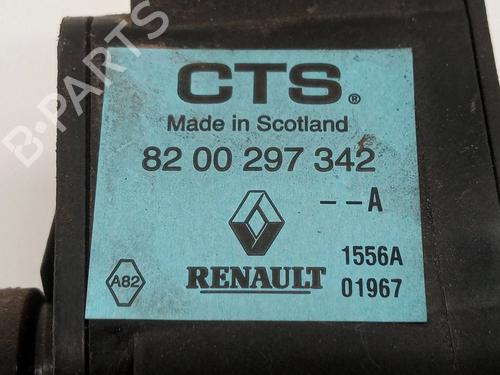 CTS®
Made in Scotland
82 00 297 342
--A
1556A
A82
RENAULT
01967
B-PARTS